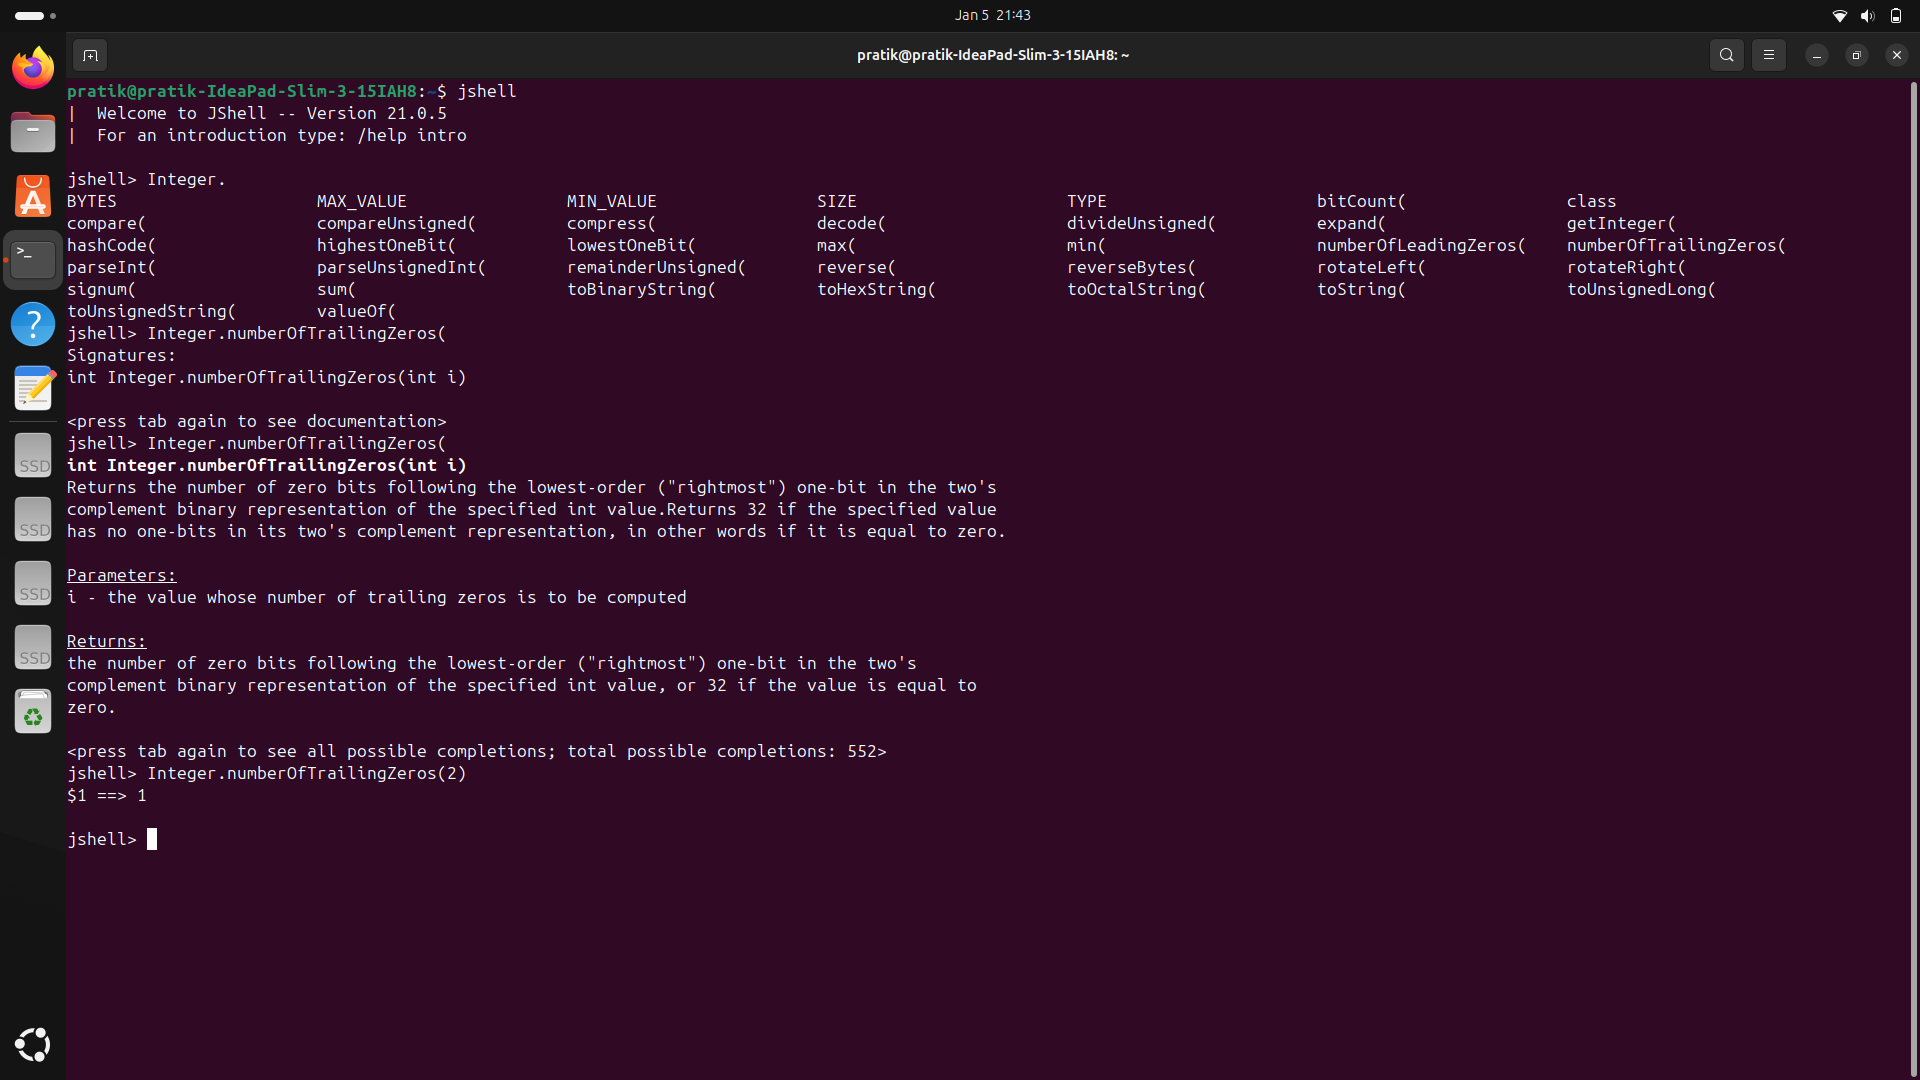 Jan 5 21:43
pratik@pratik-IdeaPad-Slim-3-15IAH8: ~
pratik@pratik-IdeaPad-Slim-3-15IAH8:~$ jshell
| Welcome to JShell -- Version 21.0.5
| For an introduction type: /help intro
jshell> Integer.
BYTES MAX_VALUE MIN_VALUE SIZE TYPE bitCount( class
compare( compareUnsigned( compress( decode( divideUnsigned( expand( getInteger(
hashCode( highestOneBit( lowestOneBit( max( min( numberOfLeadingZeros( numberOfTrailingZeros(
parseInt( parseUnsignedInt( remainderUnsigned( reverse( reverseBytes( rotateLeft( rotateRight(
signum( sum( toBinaryString( toHexString( toOctalString( toString( toUnsignedLong(
toUnsignedString( valueOf(
jshell> Integer.numberOfTrailingZeros(
Signatures:
int Integer.numberOfTrailingZeros(int i)
<press tab again to see documentation>
jshell> Integer.numberOfTrailingZeros(
int Integer.numberOfTrailingZeros(int i)
Returns the number of zero bits following the lowest-order ("rightmost") one-bit in the two's
complement binary representation of the specified int value.Returns 32 if the specified value
has no one-bits in its two's complement representation, in other words if it is equal to zero.
Parameters:
i - the value whose number of trailing zeros is to be computed
Returns:
the number of zero bits following the lowest-order ("rightmost") one-bit in the two's
complement binary representation of the specified int value, or 32 if the value is equal to
zero.
<press tab again to see all possible completions; total possible completions: 552>
jshell> Integer.numberOfTrailingZeros(2)
$1 ==> 1
jshell>
>_
?
SSD
SSD
SSD
SSD